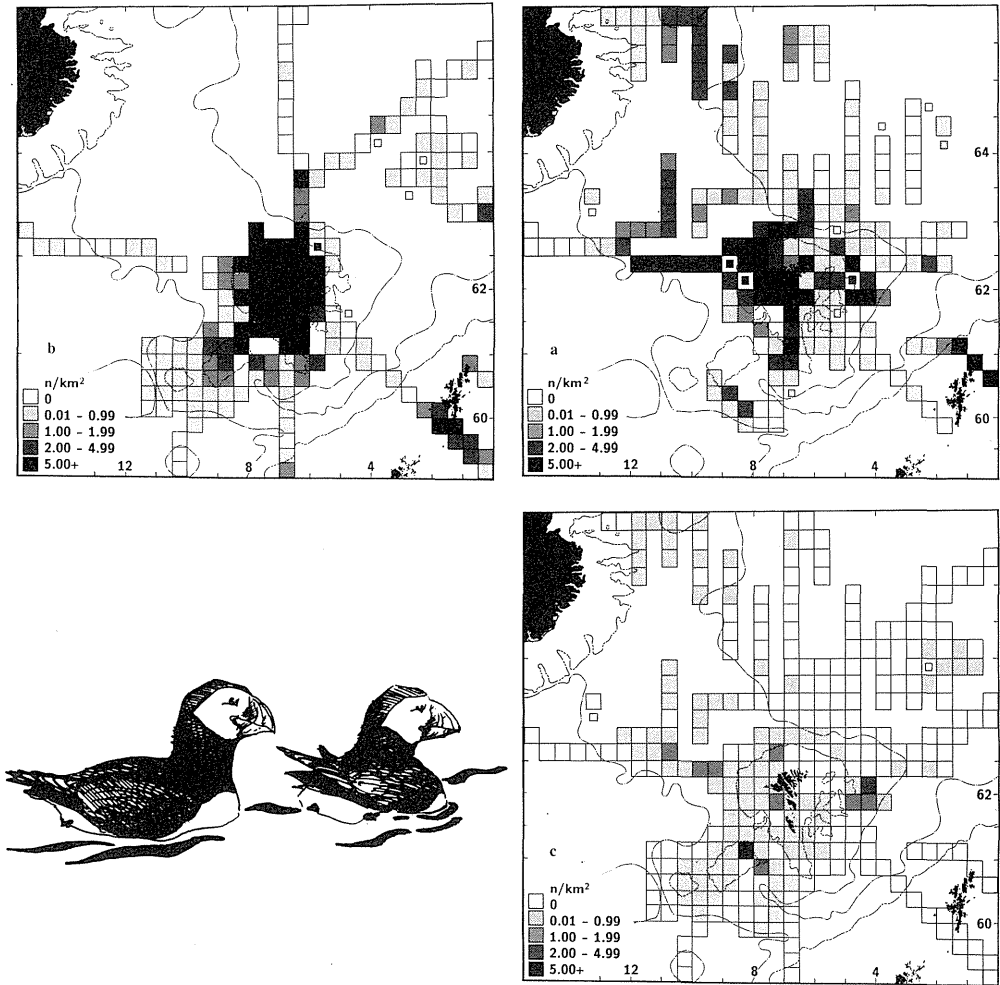 62
b
n/km²
0
0.01 - 0.99
1.00 - 1.99
2.00 - 4.99
5.00+
60
12 8 4
64
62
a
n/km²
0
0.01 - 0.99
1.00 - 1.99
2.00 - 4.99
5.00+
60
12 8 4
62
c
n/km²
0
0.01 - 0.99
1.00 - 1.99
2.00 - 4.99
5.00+
60
12 8 4